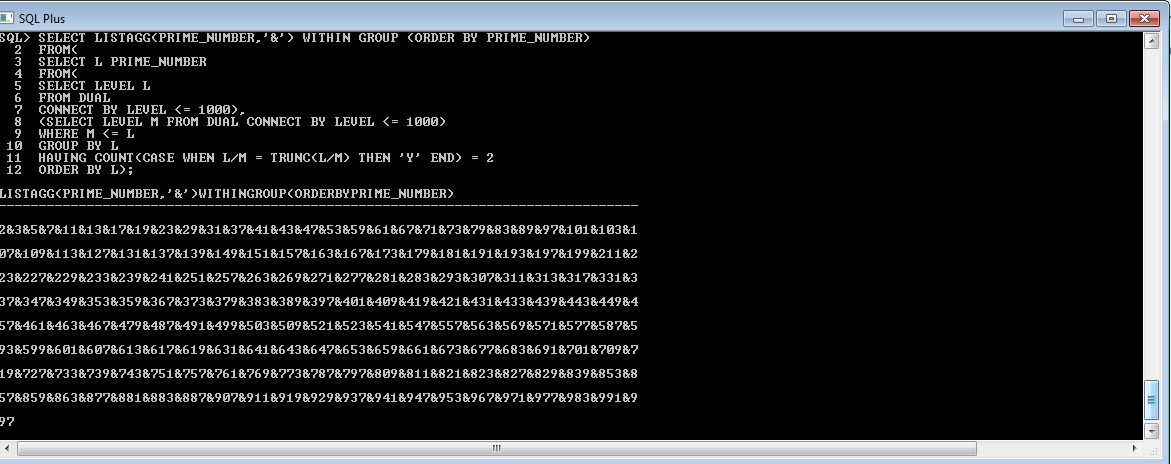 SQL Plus
SQL> SELECT LISTAGG(PRIME_NUMBER,'&') WITHIN GROUP (ORDER BY PRIME_NUMBER)
2 FROM(
3 SELECT L PRIME_NUMBER
4 FROM(
5 SELECT LEVEL L
6 FROM DUAL
7 CONNECT BY LEVEL <= 1000),
8 (SELECT LEVEL M FROM DUAL CONNECT BY LEVEL <= 1000)
9 WHERE M <= L
10 GROUP BY L
11 HAVING COUNT(CASE WHEN L/M = TRUNC(L/M) THEN 'Y' END) = 2
12 ORDER BY L);
LISTAGG(PRIME_NUMBER,'&')WITHINGROUP(ORDERBYPRIME_NUMBER)
--------------------------------------------------------------------------------
2&3&5&7&11&13&17&19&23&29&31&37&41&43&47&53&59&61&67&71&73&79&83&89&97&101&103&1
07&109&113&127&131&137&139&149&151&157&163&167&173&179&181&191&193&197&199&211&2
23&227&229&233&239&241&251&257&263&269&271&277&281&283&293&307&311&313&317&331&3
37&347&349&353&359&367&373&379&383&389&397&401&409&419&421&431&433&439&443&449&4
57&461&463&467&479&487&491&499&503&509&521&523&541&547&557&563&569&571&577&587&5
93&599&601&607&613&617&619&631&641&643&647&653&659&661&673&677&683&691&701&709&7
19&727&733&739&743&751&757&761&769&773&787&797&809&811&821&823&827&829&839&853&8
57&859&863&877&881&883&887&907&911&919&929&937&941&947&953&967&971&977&983&991&9
97